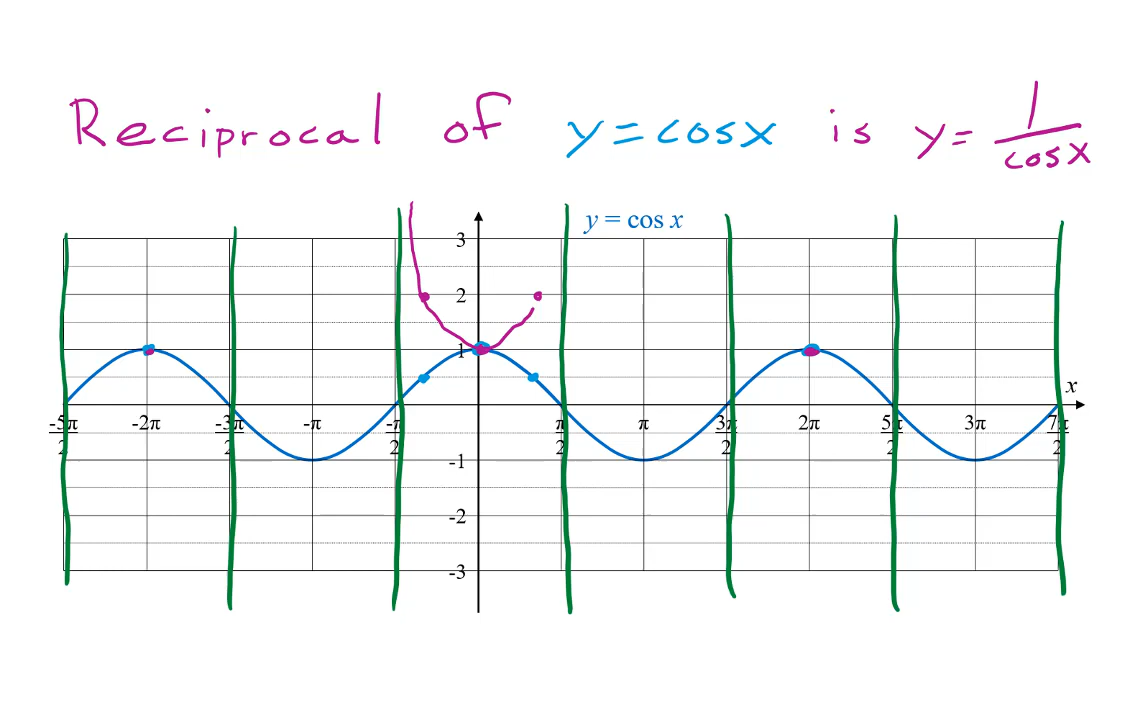 Reciprocal of y=cosx is y= 1/cosx
y = cos x
3
2
1
x
-5π/2 -2π -3π/2 -π -π/2 π/2 π 3π/2 2π 5π/2 3π 7π/2
-1
-2
-3